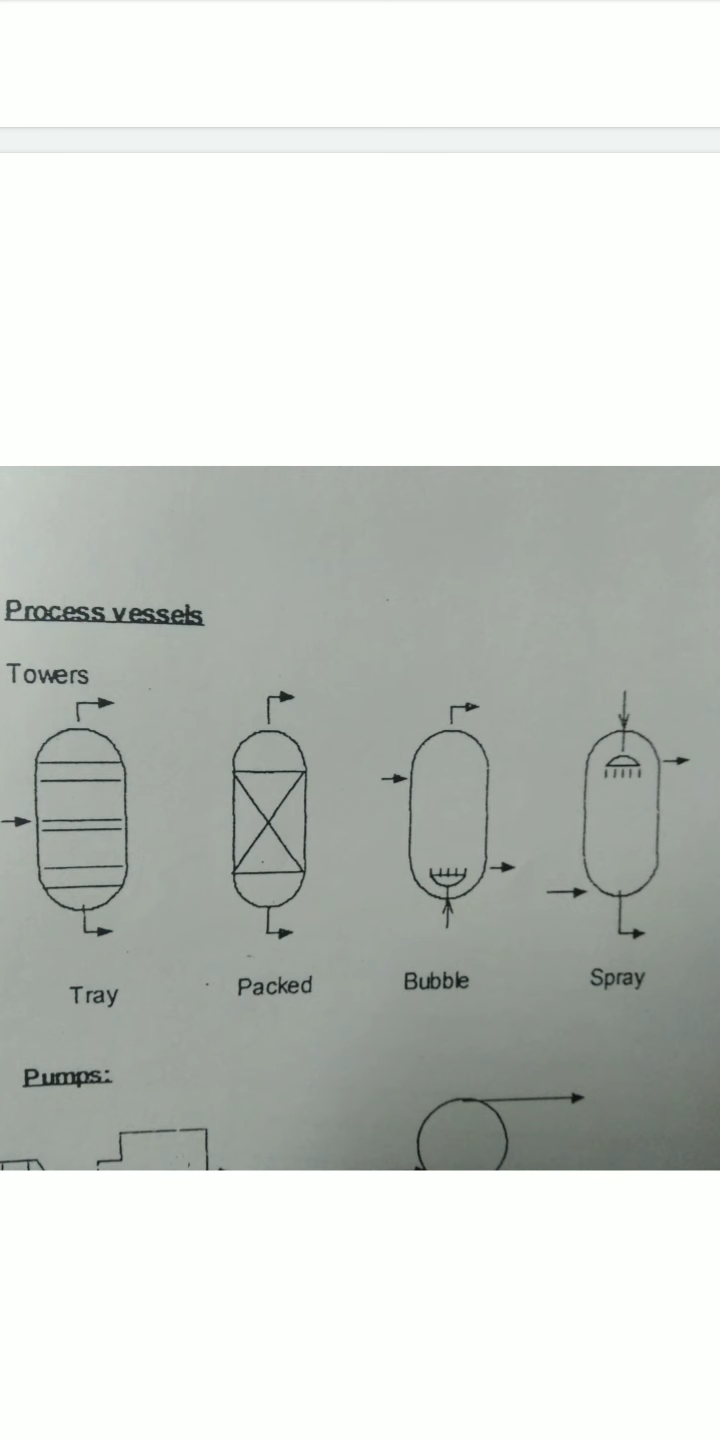 Process vessels
Towers
Tray
Packed
Bubble
Spray
Pumps: